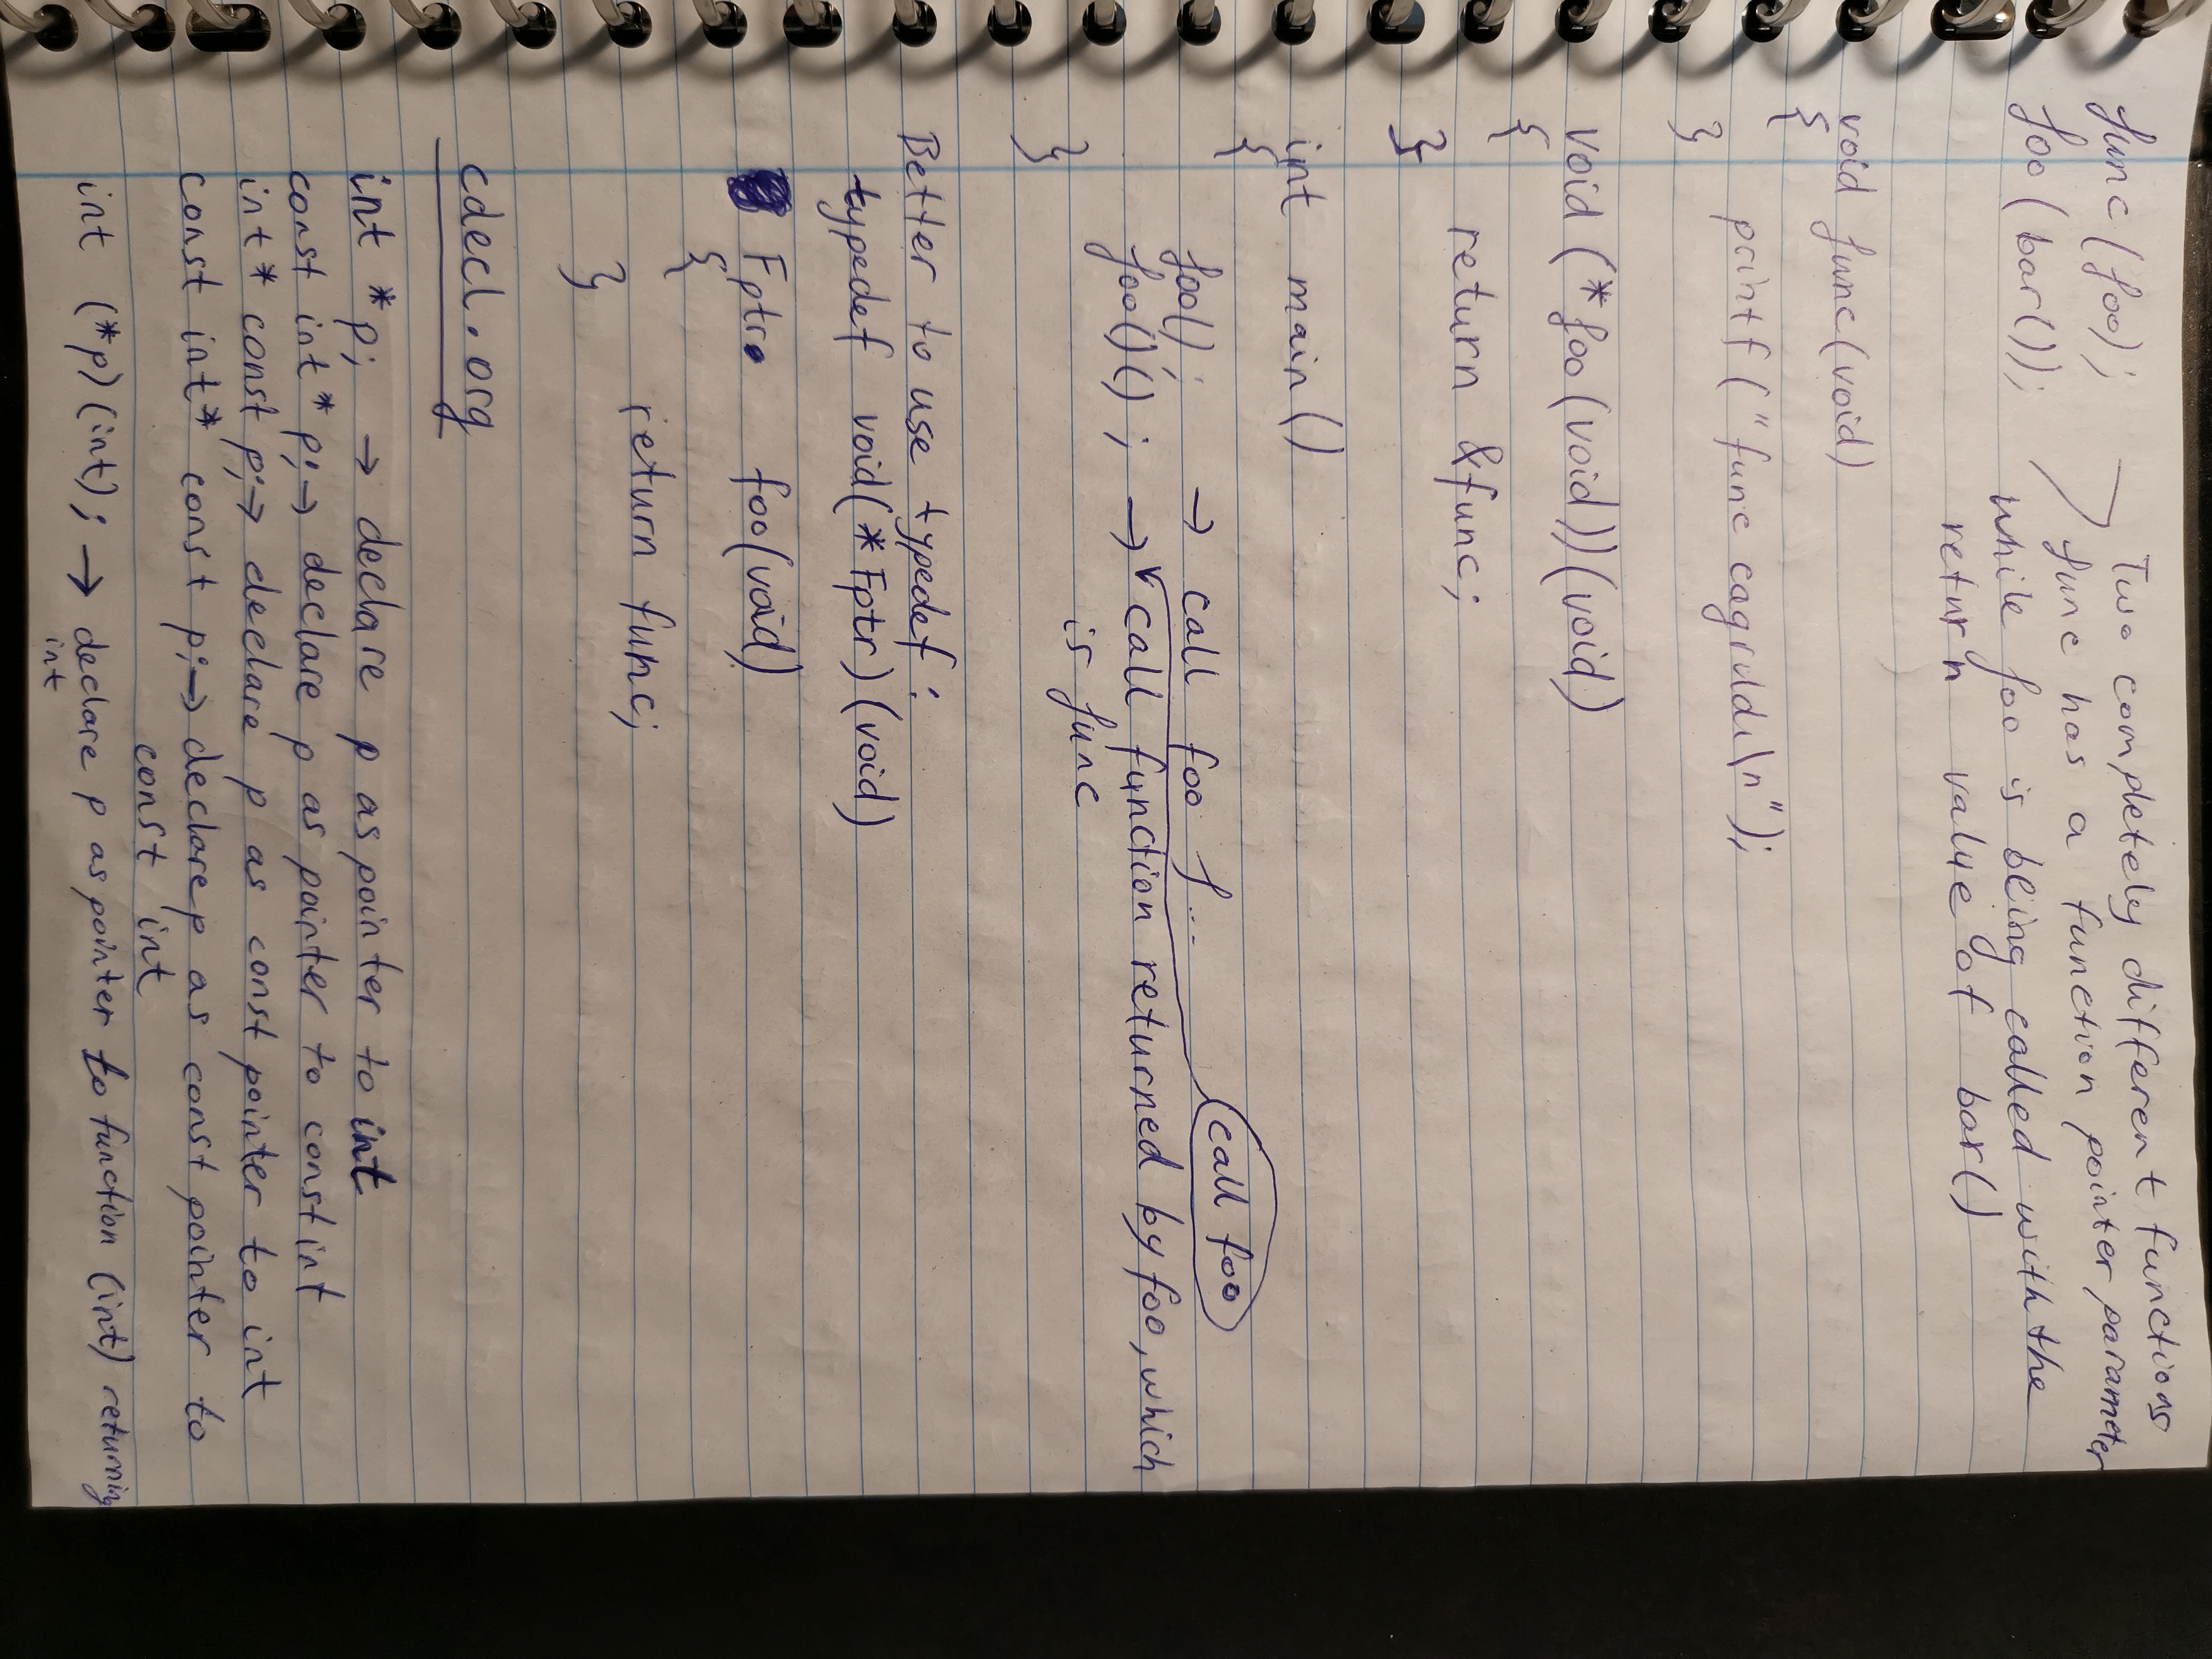 func(foo);
foo(bar());
Two completely different functions
func has a function pointer parameter
while foo is being called with the
return value of bar()
void func(void)
{
printf("func cagrıldı\n");
}
void (*foo(void))(void)
{
return &func;
}
int main()
{
foo(); → call foo f...
call foo
foo()(); → call function returned by foo, which
is func
}
Better to use typedef:
typedef void(*Fptr)(void)
Fptr foo(void)
{
return func;
}
cdecl.org
int *p; → declare p as pointer to int
const int* p; → declare p as pointer to const int
int* const p; → declare p as const pointer to int
const int* const p; → declare p as const pointer to
const int
int (*p)(int); → declare p as pointer to function (int) returning
int